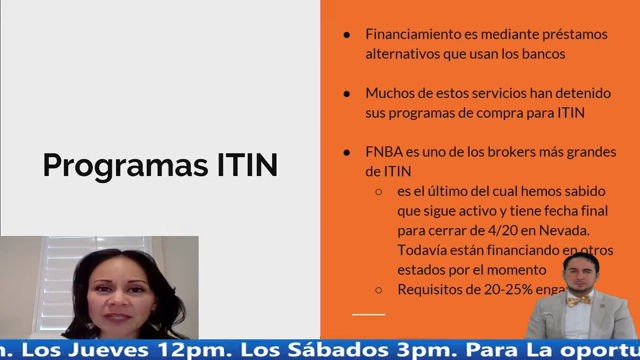 Programas ITIN
● Financiamiento es mediante préstamos
alternativos que usan los bancos
● Muchos de estos servicios han detenido
sus programas de compra para ITIN
● FNBA es uno de los brokers más grandes
de ITIN
○ es el último del cual hemos sabido
que sigue activo y tiene fecha final
para cerrar de 4/20 en Nevada.
Todavía están financiando en otros
estados por el momento
○ Requisitos de 20-25%
m. Los Jueves 12pm. Los Sábados 3pm. Para La oportu